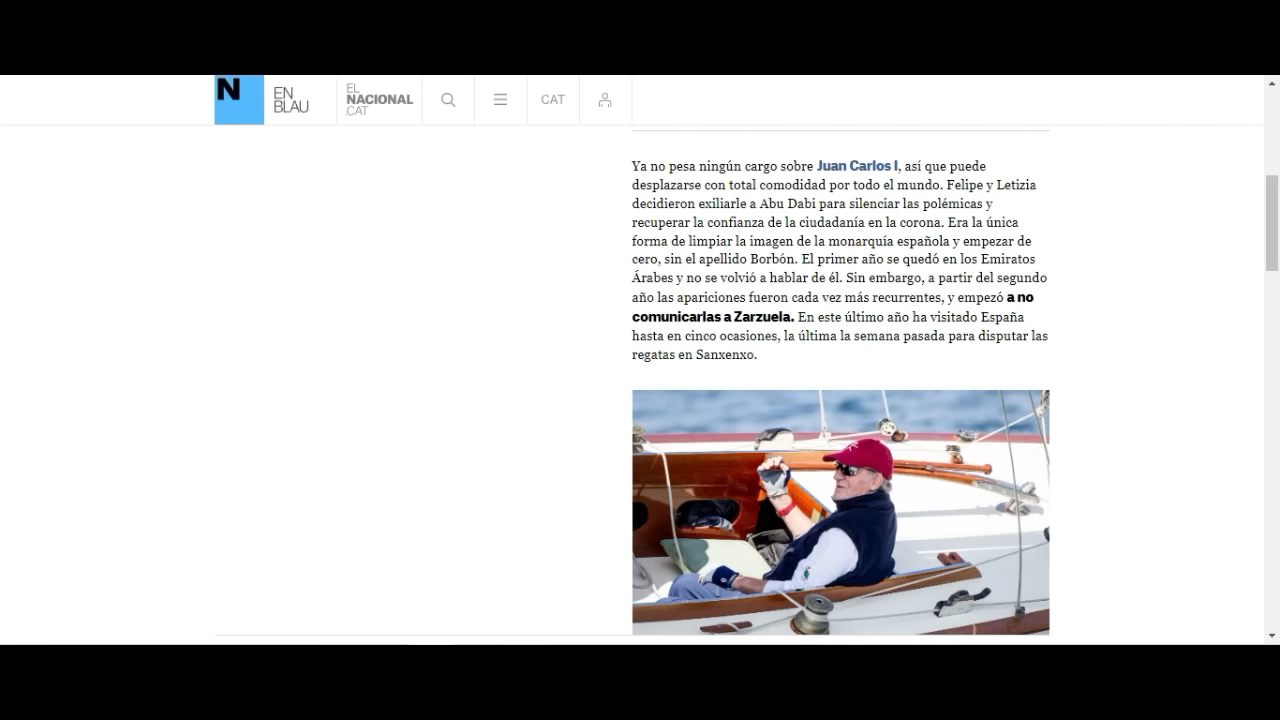 N
EN
BLAU
EL
NACIONAL
.CAT
CAT
Ya no pesa ningún cargo sobre Juan Carlos I, así que puede
desplazarse con total comodidad por todo el mundo. Felipe y Letizia
decidieron exiliarle a Abu Dabi para silenciar las polémicas y
recuperar la confianza de la ciudadanía en la corona. Era la única
forma de limpiar la imagen de la monarquía española y empezar de
cero, sin el apellido Borbón. El primer año se quedó en los Emiratos
Árabes y no se volvió a hablar de él. Sin embargo, a partir del segundo
año las apariciones fueron cada vez más recurrentes, y empezó a no
comunicarlas a Zarzuela. En este último año ha visitado España
hasta en cinco ocasiones, la última la semana pasada para disputar las
regatas en Sanxenxo.